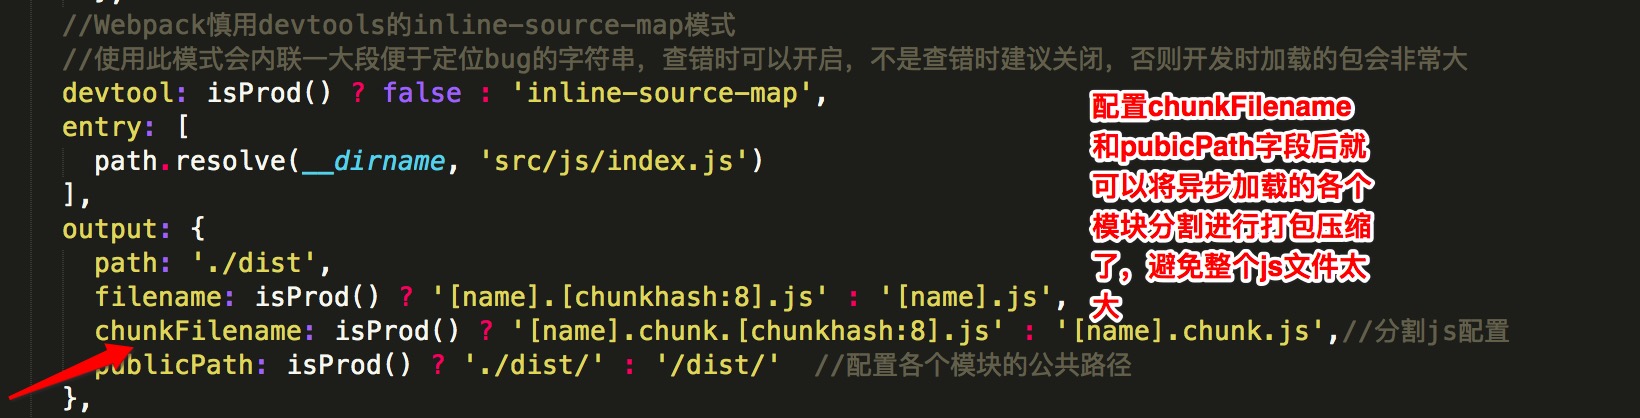 //Webpack慎用devtools的inline-source-map模式
//使用此模式会内联一大段便于定位bug的字符串，查错时可以开启，不是查错时建议关闭，否则开发时加载的包会非常大
devtool: isProd() ? false : 'inline-source-map',
entry: [
path.resolve(__dirname, 'src/js/index.js')
],
output: {
path: './dist',
filename: isProd() ? '[name].[chunkhash:8].js' : '[name].js',
chunkFilename: isProd() ? '[name].chunk.[chunkhash:8].js' : '[name].chunk.js',//分割js配置
publicPath: isProd() ? './dist/' : '/dist/' //配置各个模块的公共路径
},
配置chunkFilename
和pubicPath字段后就
可以将异步加载的各个
模块分割进行打包压缩
了，避免整个js文件太
大